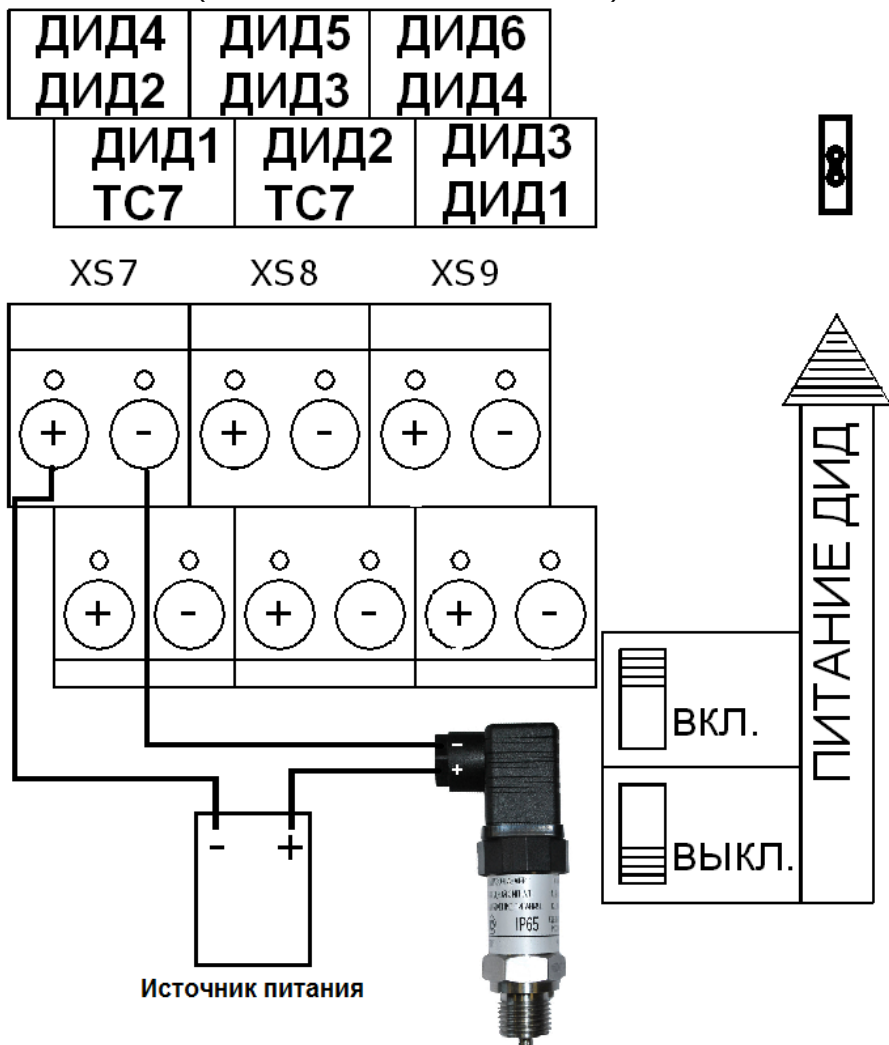 ДИД4 ДИД5 ДИД6
ДИД2 ДИД3 ДИД4
ДИД1 ДИД2 ДИД3
ТС7 ТС7 ДИД1
XS7 XS8 XS9
+ - + - + -
+ - + - + -
ПИТАНИЕ ДИД
ВКЛ.
ВЫКЛ.
-
+
- +
IP65
Источник питания